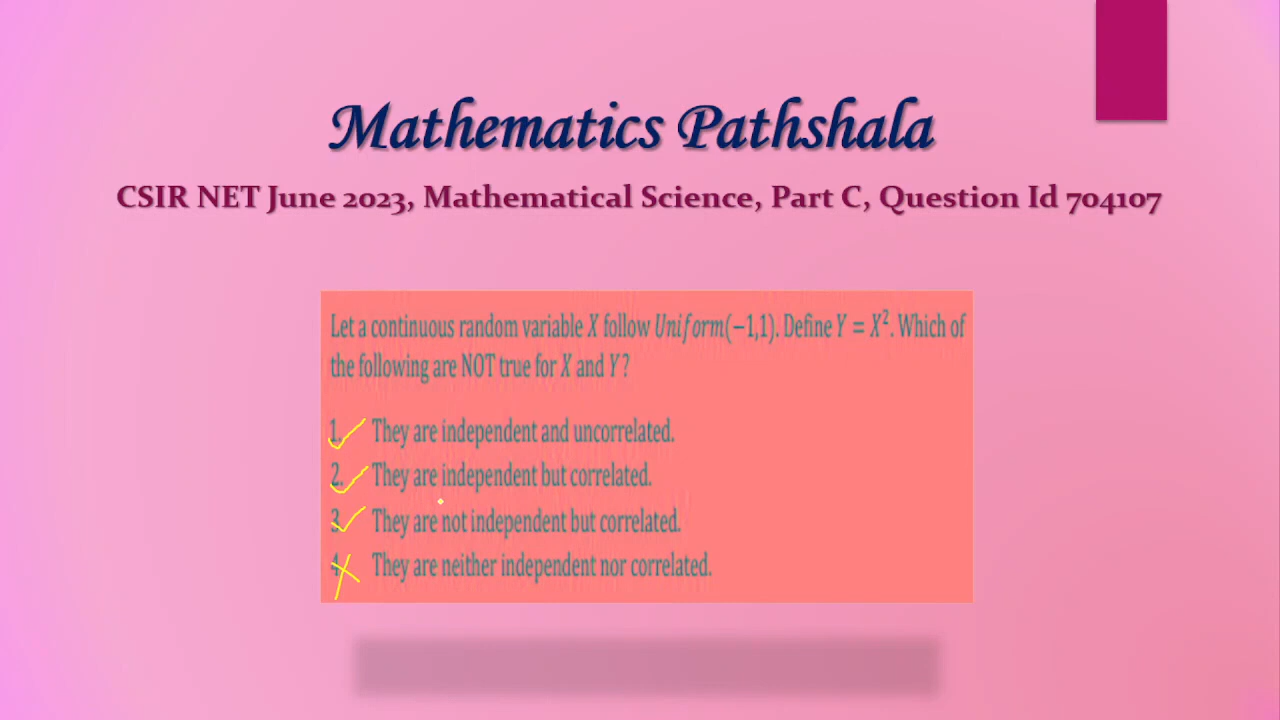 Mathematics Pathshala
CSIR NET June 2023, Mathematical Science, Part C, Question Id 704107
Let a continuous random variable X follow Uniform(−1,1). Define Y = X². Which of
the following are NOT true for X and Y?
1. They are independent and uncorrelated.
2. They are independent but correlated.
3. They are not independent but correlated.
4. They are neither independent nor correlated.